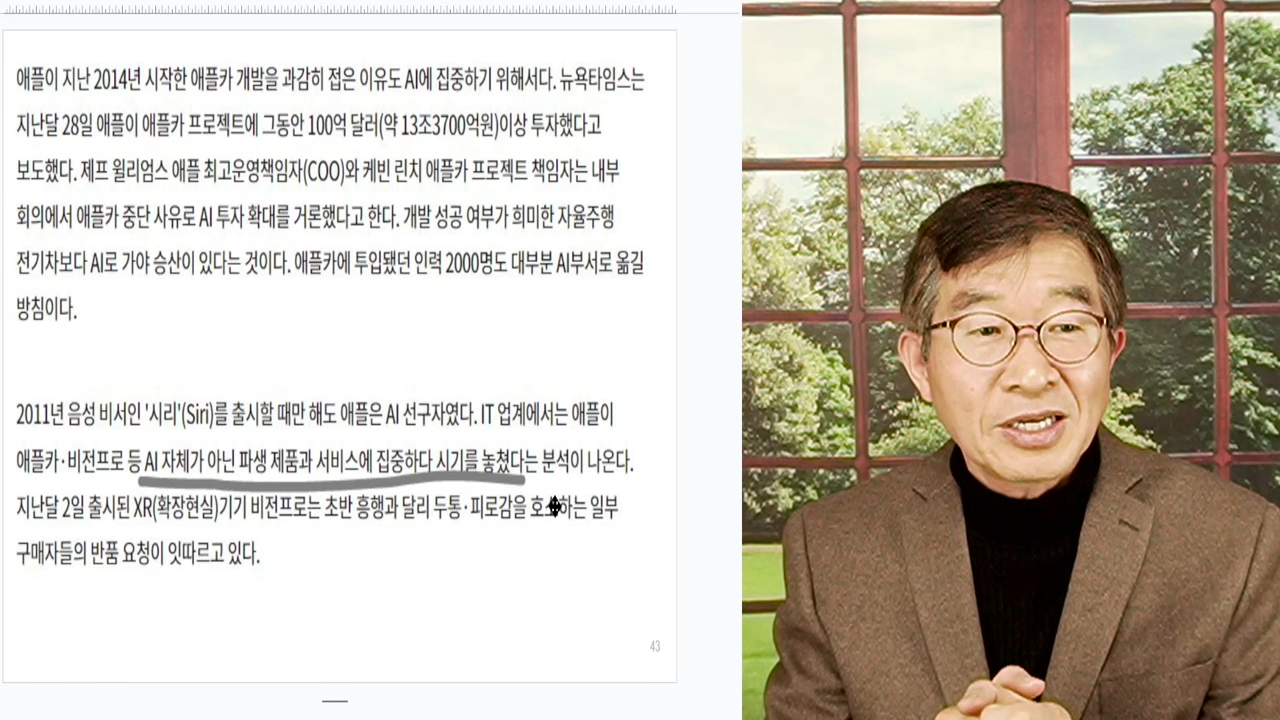 애플이 지난 2014년 시작한 애플카 개발을 과감히 접은 이유도 AI에 집중하기 위해서다. 뉴욕타임스는
지난달 28일 애플이 애플카 프로젝트에 그동안 100억 달러(약 13조3700억원)이상 투자했다고
보도했다. 제프 윌리엄스 애플 최고운영책임자(COO)와 케빈 린치 애플카 프로젝트 책임자는 내부
회의에서 애플카 중단 사유로 AI 투자 확대를 거론했다고 한다. 개발 성공 여부가 희미한 자율주행
전기차보다 AI로 가야 승산이 있다는 것이다. 애플카에 투입됐던 인력 2000명도 대부분 AI부서로 옮길
방침이다.
2011년 음성 비서인 '시리'(Siri)를 출시할 때만 해도 애플은 AI 선구자였다. IT 업계에서는 애플이
애플카·비전프로 등 AI 자체가 아닌 파생 제품과 서비스에 집중하다 시기를 놓쳤다는 분석이 나온다.
지난달 2일 출시된 XR(확장현실)기기 비전프로는 초반 흥행과 달리 두통·피로감을 호소하는 일부
구매자들의 반품 요청이 잇따르고 있다.
43